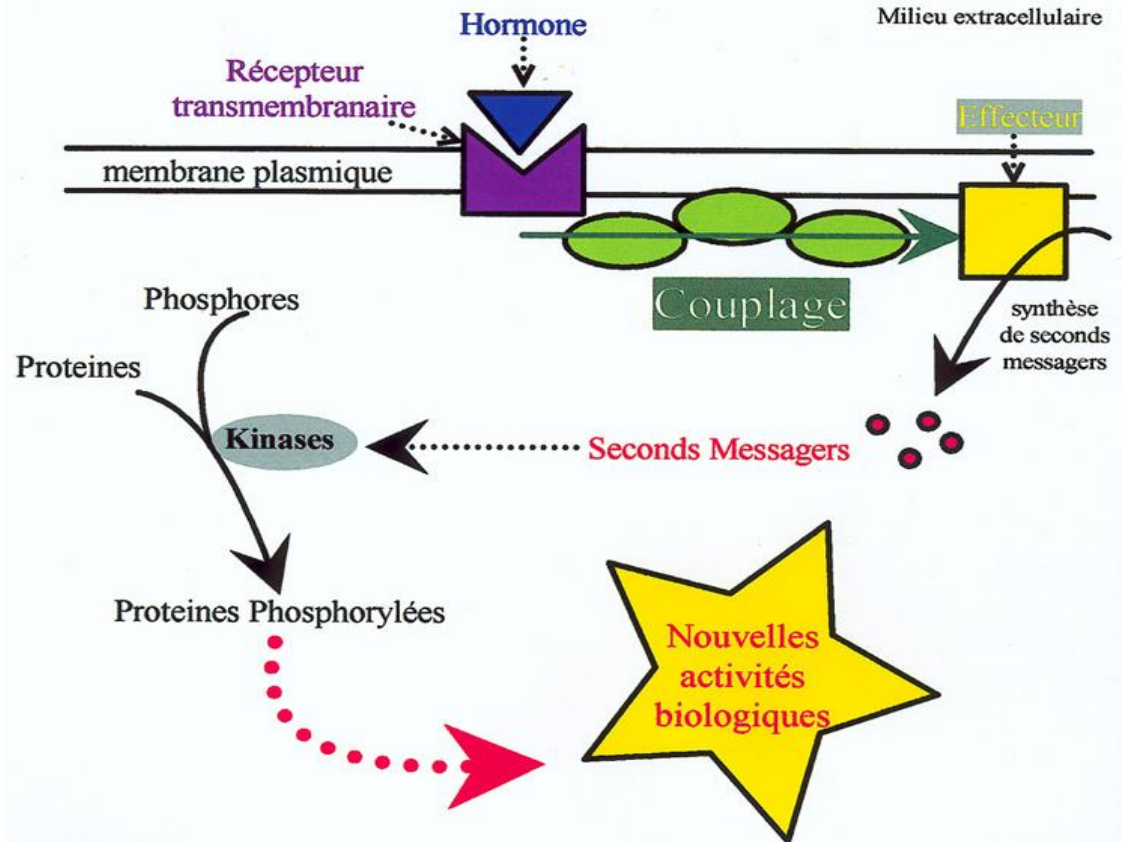 Milieu extracellulaire
Hormone
Récepteur
transmembranaire
Effecteur
membrane plasmique
Couplage
Phosphores
synthèse
de seconds
messagers
Proteines
Kinases
Seconds Messagers
Proteines Phosphorylées
Nouvelles
activités
biologiques